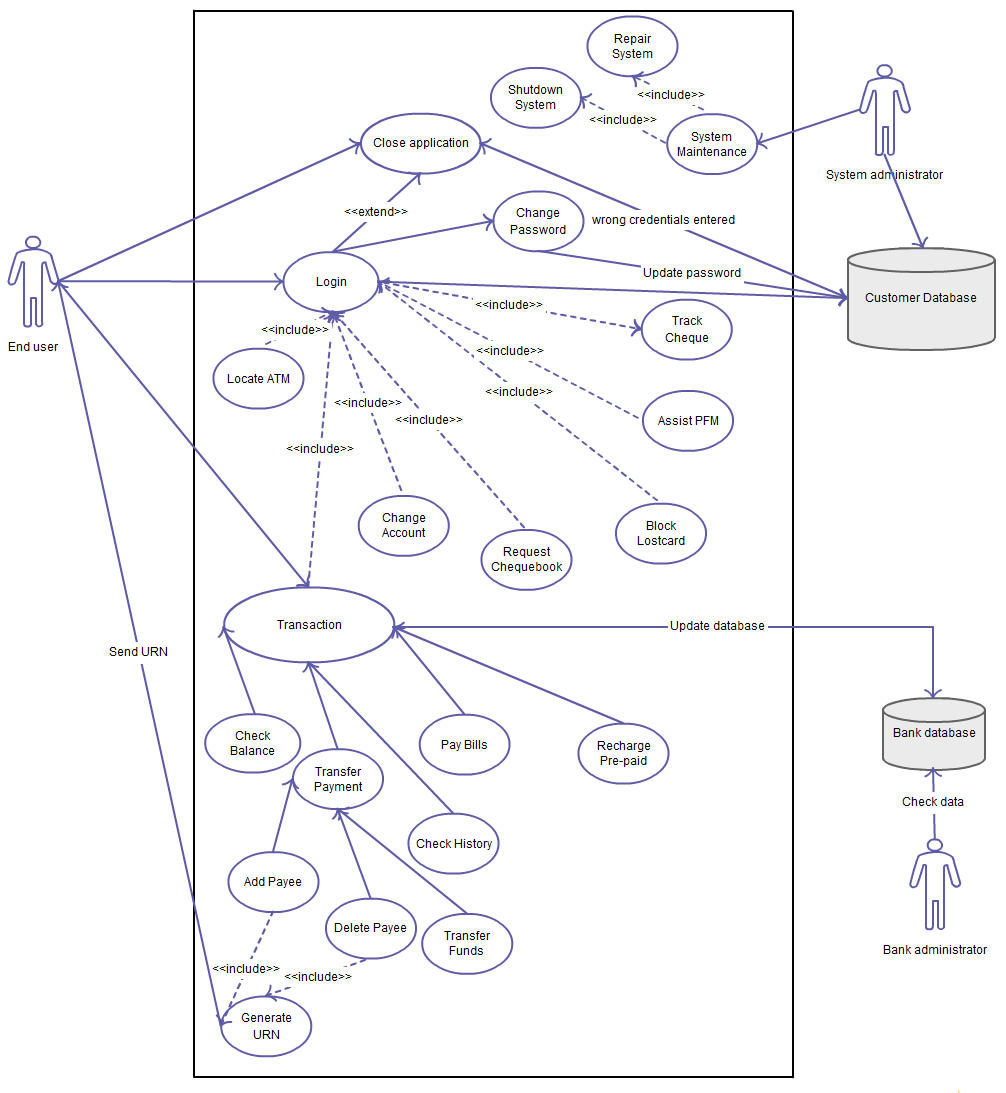 Repair
System
Shutdown
System
<<include>>
<<include>>
System
Maintenance
Close application
System administrator
<<extend>>
Change
Password
wrong credentials entered
Update password
Login
Customer Database
End user
<<include>>
<<include>>
Track
Cheque
<<include>>
Locate ATM
<<include>>
<<include>>
<<include>>
Assist PFM
<<include>>
Change
Account
Block
Lostcard
Request
Chequebook
Transaction
Update database
Send URN
Check
Balance
Pay Bills
Recharge
Pre-paid
Bank database
Transfer
Payment
Check data
Check History
Add Payee
Delete Payee
Transfer
Funds
Bank administrator
<<include>>
<<include>>
Generate
URN